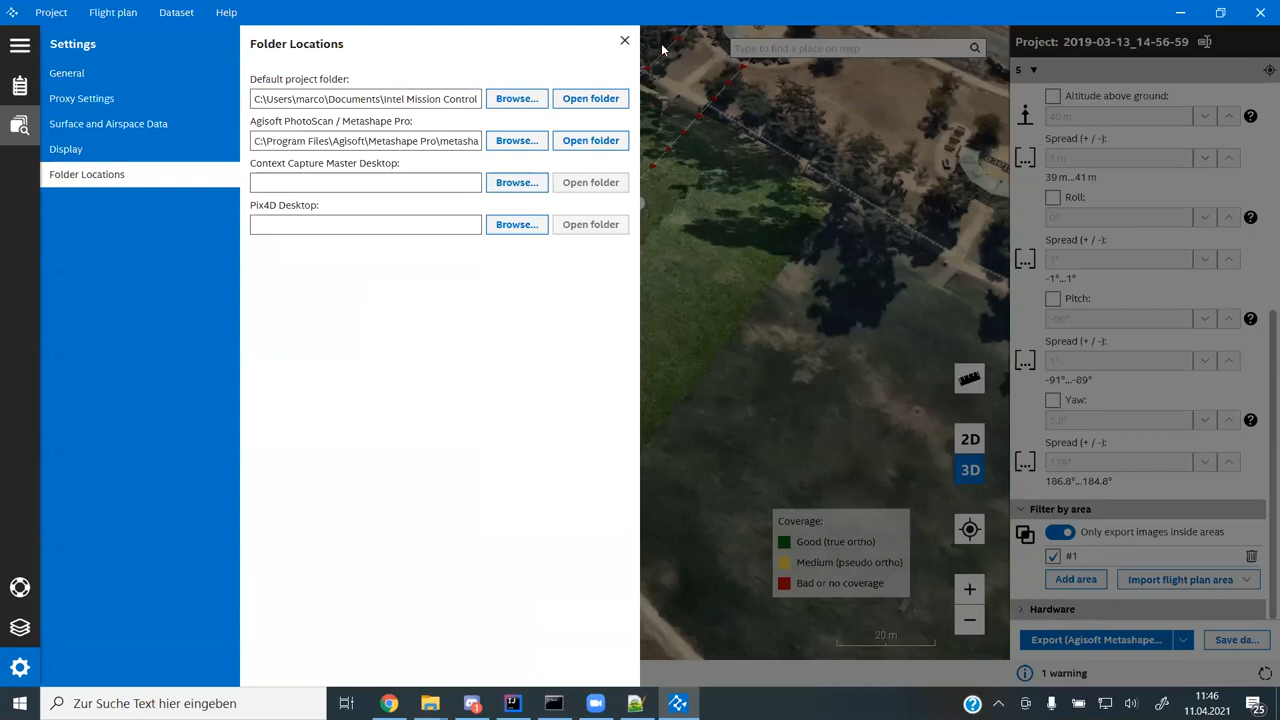 Project Flight plan Dataset Help
Settings
General
Proxy Settings
Surface and Airspace Data
Display
Folder Locations
Folder Locations
Default project folder:
C:\Users\marco\Documents\Intel Mission Control Browse... Open folder
Agisoft PhotoScan / Metashape Pro:
C:\Program Files\Agisoft\Metashape Pro\metasha Browse... Open folder
Context Capture Master Desktop:
Browse... Open folder
Pix4D Desktop:
Browse... Open folder
Type to find a place on map
2D
3D
Coverage:
Good (true ortho)
Medium (pseudo ortho)
Bad or no coverage
20 m
Project: 2019-03-13_14-56-59
5
Altitude above ground:
40 m
Spread (+ / -):
1 m
39 m...41 m
Roll:
0°
Spread (+ / -):
1°
-1°...1°
Pitch:
-90°
Spread (+ / -):
1°
-91°...-89°
Yaw:
5.8°
Spread (+ / -):
179°
186.8°...184.8°
Filter by area
Only export images inside areas
#1
Add area Import flight plan area
Hardware
Export (Agisoft Metashape... Save da...
1 warning
Zur Suche Text hier eingeben
11:46
11.04.2021
25